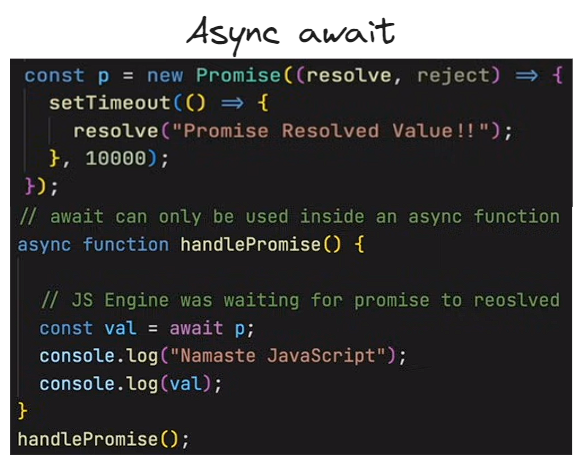 Async await
const p = new Promise((resolve, reject) => {
setTimeout(() => {
resolve("Promise Resolved Value!!");
}, 10000);
});
// await can only be used inside an async function
async function handlePromise() {
// JS Engine was waiting for promise to reoslved
const val = await p;
console.log("Namaste JavaScript");
console.log(val);
}
handlePromise();